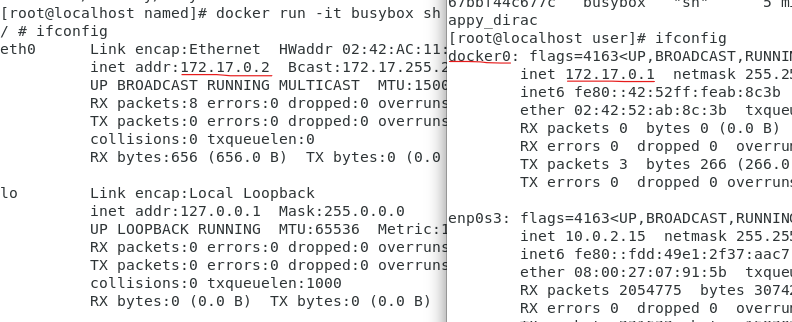 [root@localhost named]# docker run -it busybox sh
/ # ifconfig
eth0 Link encap:Ethernet HWaddr 02:42:AC:11:
inet addr:172.17.0.2 Bcast:172.17.255.2
UP BROADCAST RUNNING MULTICAST MTU:1500
RX packets:8 errors:0 dropped:0 overruns
TX packets:0 errors:0 dropped:0 overruns
collisions:0 txqueuelen:0
RX bytes:656 (656.0 B) TX bytes:0 (0.0
lo Link encap:Local Loopback
inet addr:127.0.0.1 Mask:255.0.0.0
UP LOOPBACK RUNNING MTU:65536 Metric:1
RX packets:0 errors:0 dropped:0 overruns
TX packets:0 errors:0 dropped:0 overruns
collisions:0 txqueuelen:1000
RX bytes:0 (0.0 B) TX bytes:0 (0.0 B)
67bbf44c677c busybox "sh" 5 mi
appy_dirac
[root@localhost user]# ifconfig
docker0: flags=4163<UP,BROADCAST,RUNNIN
inet 172.17.0.1 netmask 255.25
inet6 fe80::42:52ff:feab:8c3b
ether 02:42:52:ab:8c:3b txqueu
RX packets 0 bytes 0 (0.0 B)
RX errors 0 dropped 0 overrun
TX packets 3 bytes 266 (266.0
TX errors 0 dropped 0 overruns
enp0s3: flags=4163<UP,BROADCAST,RUNNING
inet 10.0.2.15 netmask 255.255
inet6 fe80::fdd:49e1:2f37:aac7
ether 08:00:27:07:91:5b txqueu
RX packets 2054775 bytes 30742
RX errors 0 dropped 0 overruns